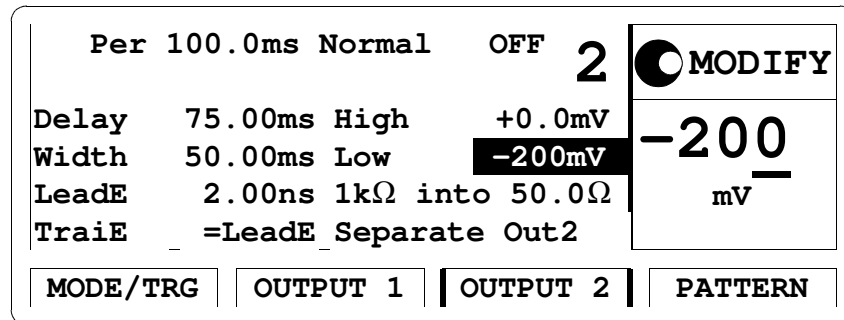 Per 100.0ms Normal OFF 2
MODIFY
Delay 75.00ms High +0.0mV
Width 50.00ms Low −200mV
LeadE 2.00ns 1kΩ into 50.0Ω
TraiE =LeadE Separate Out2
−200
mV
MODE/TRG OUTPUT 1 OUTPUT 2 PATTERN